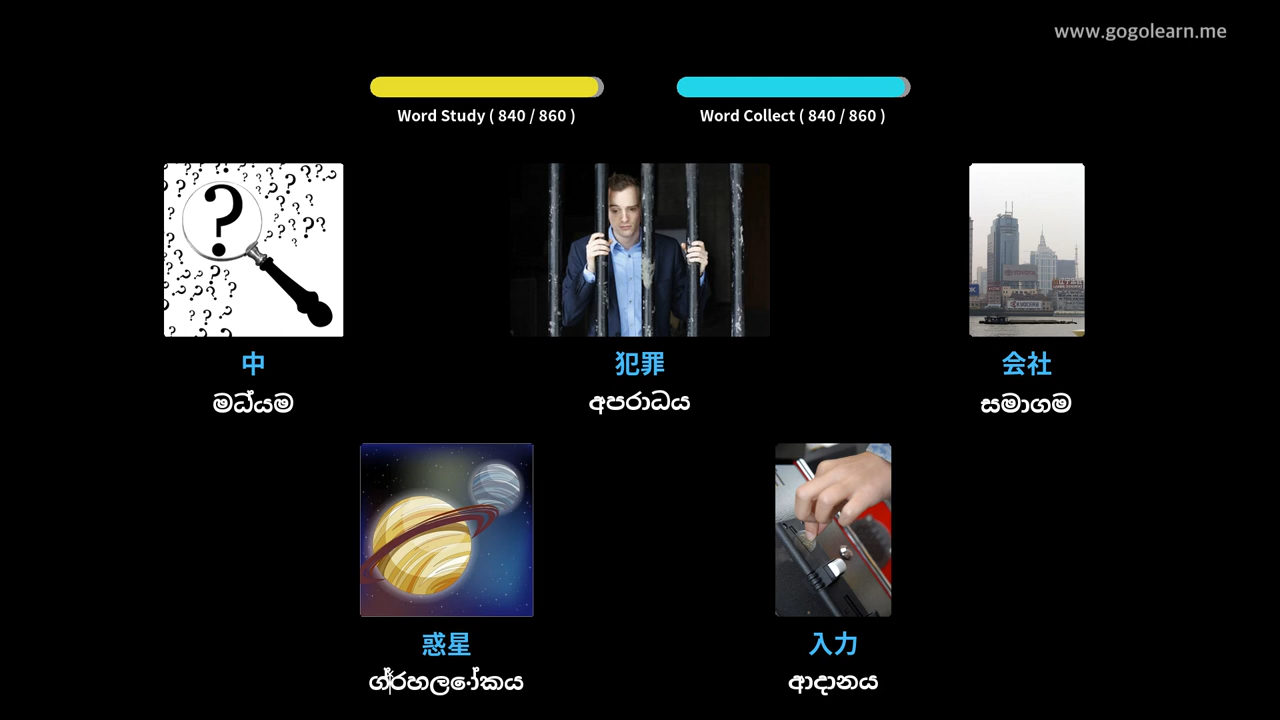 www.gogolearn.me
Word Study ( 840 / 860 )
Word Collect ( 840 / 860 )
中
මධ්යම
犯罪
අපරාධය
会社
සමාගම
惑星
ග්රහලෝකය
入力
ආදානය